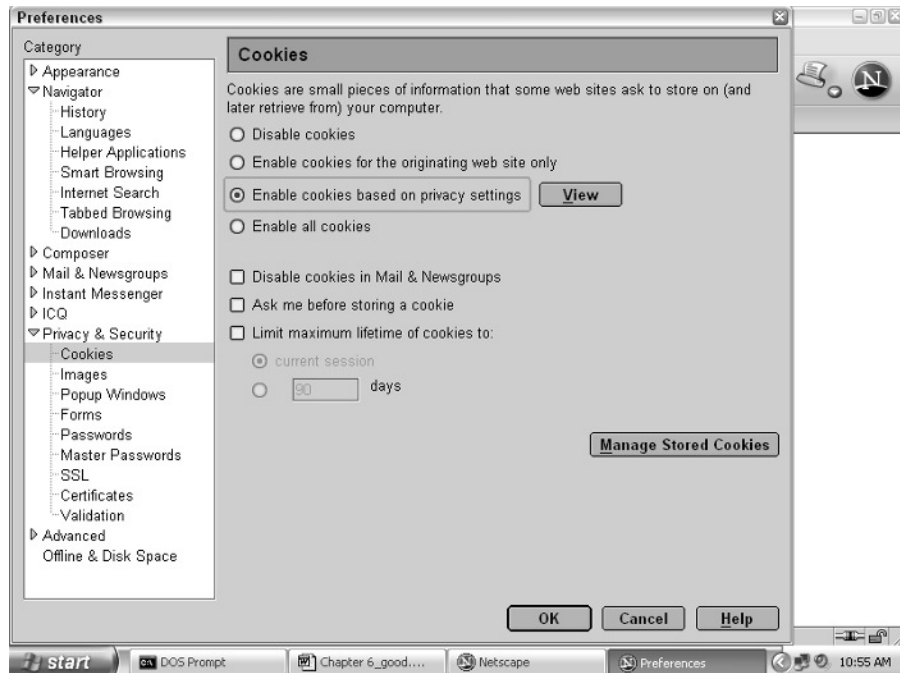 Preferences
Category
Appearance
Navigator
History
Languages
Helper Applications
Smart Browsing
Internet Search
Tabbed Browsing
Downloads
Composer
Mail & Newsgroups
Instant Messenger
ICQ
Privacy & Security
Cookies
Images
Popup Windows
Forms
Passwords
Master Passwords
SSL
Certificates
Validation
Advanced
Offline & Disk Space
Cookies
Cookies are small pieces of information that some web sites ask to store on (and
later retrieve from) your computer.
Disable cookies
Enable cookies for the originating web site only
Enable cookies based on privacy settings View
Enable all cookies
Disable cookies in Mail & Newsgroups
Ask me before storing a cookie
Limit maximum lifetime of cookies to:
current session
90 days
Manage Stored Cookies
OK Cancel Help
N
start DOS Prompt Chapter 6_good.... Netscape Preferences 10:55 AM